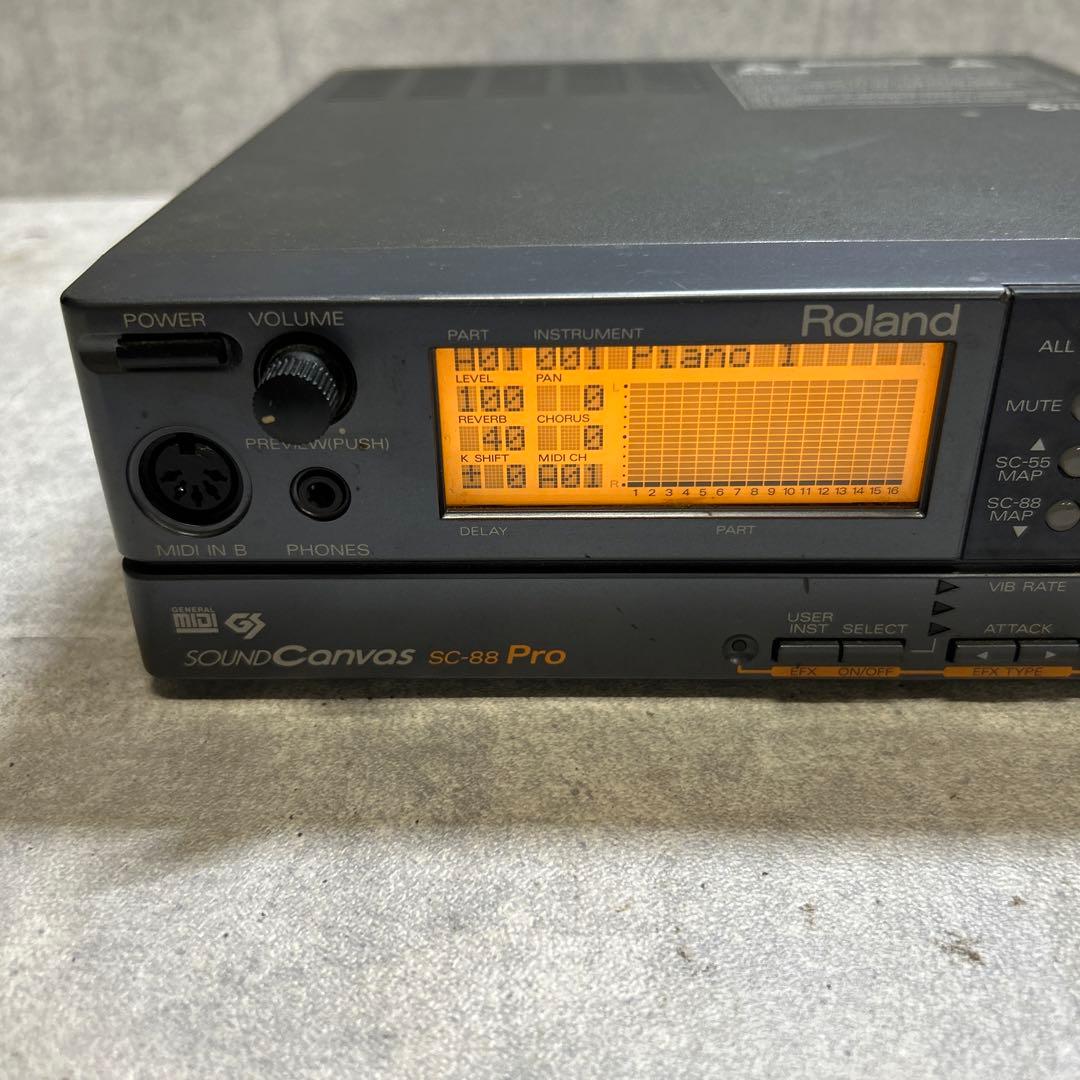 POWER VOLUME
PREVIEW(PUSH)
MIDI IN B PHONES
Roland
PART INSTRUMENT
A01 001 Piano 1
LEVEL PAN
100 0
REVERB CHORUS
40 0
K SHIFT MIDI CH
± 0 A01
L
R
1 2 3 4 5 6 7 8 9 10 11 12 13 14 15 16
DELAY PART
ALL
MUTE
SC-55
MAP
SC-88
MAP
GENERAL
MIDI GS
SOUND Canvas SC-88 Pro
USER
INST SELECT
EFX ON/OFF
VIB RATE
ATTACK
EFX TYPE